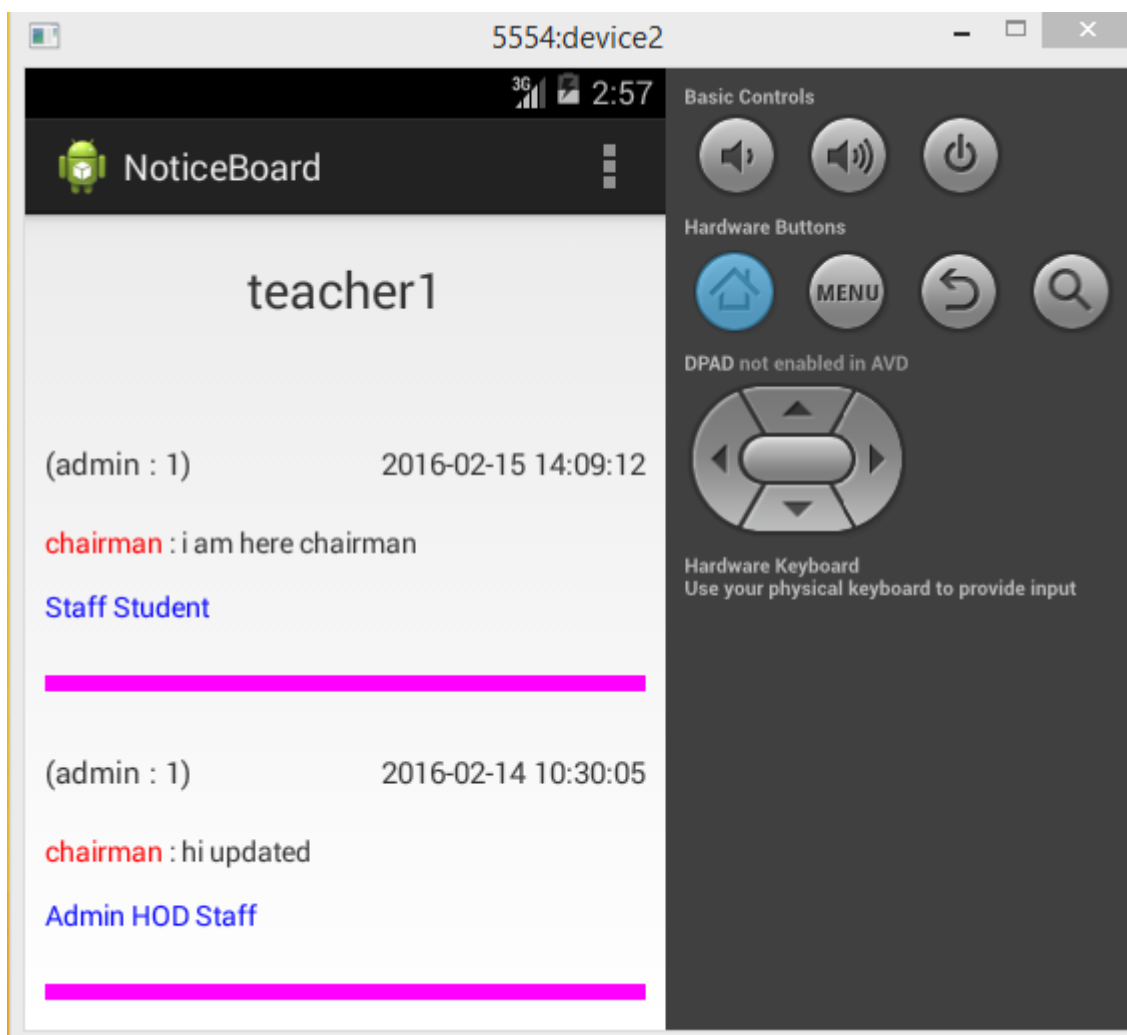 5554:device2
3G 2:57
NoticeBoard
teacher1
(admin : 1) 2016-02-15 14:09:12
chairman : i am here chairman
Staff Student
(admin : 1) 2016-02-14 10:30:05
chairman : hi updated
Admin HOD Staff
Basic Controls
Hardware Buttons
MENU
DPAD not enabled in AVD
Hardware Keyboard
Use your physical keyboard to provide input